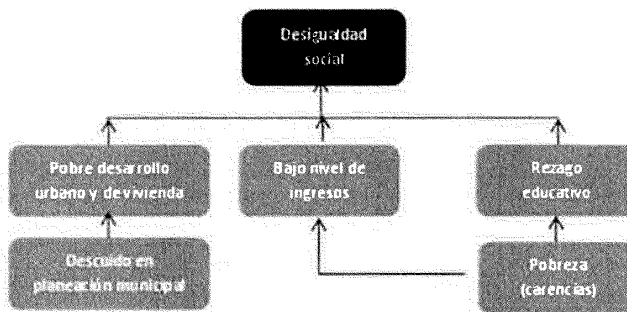 Desigualdad
social
Pobre desarrollo
urbano y de vivienda
Bajo nivel de
ingresos
Rezago
educativo
Descuido en
planeación municipal
Pobreza
(carencias)